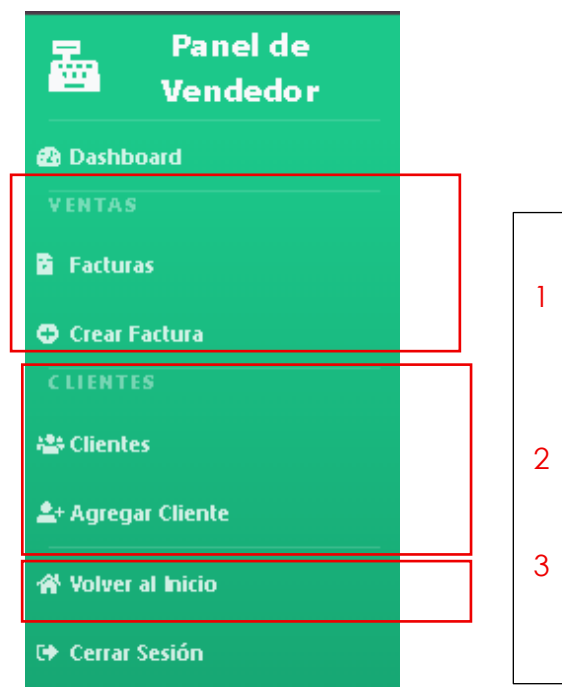 Panel de
Vendedor
Dashboard
VENTAS
Facturas
Crear Factura
CLIENTES
Clientes
Agregar Cliente
Volver al Inicio
Cerrar Sesión
1
2
3